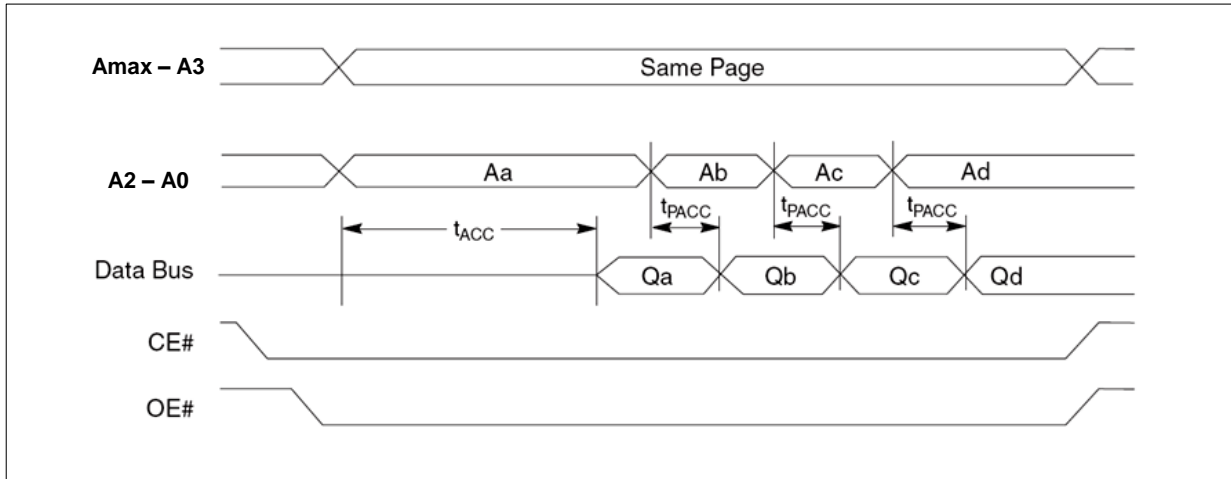 Amax – A3
Same Page
A2 – A0
Aa
Ab
Ac
Ad
tACC
tPACC
tPACC
tPACC
Data Bus
Qa
Qb
Qc
Qd
CE#
OE#